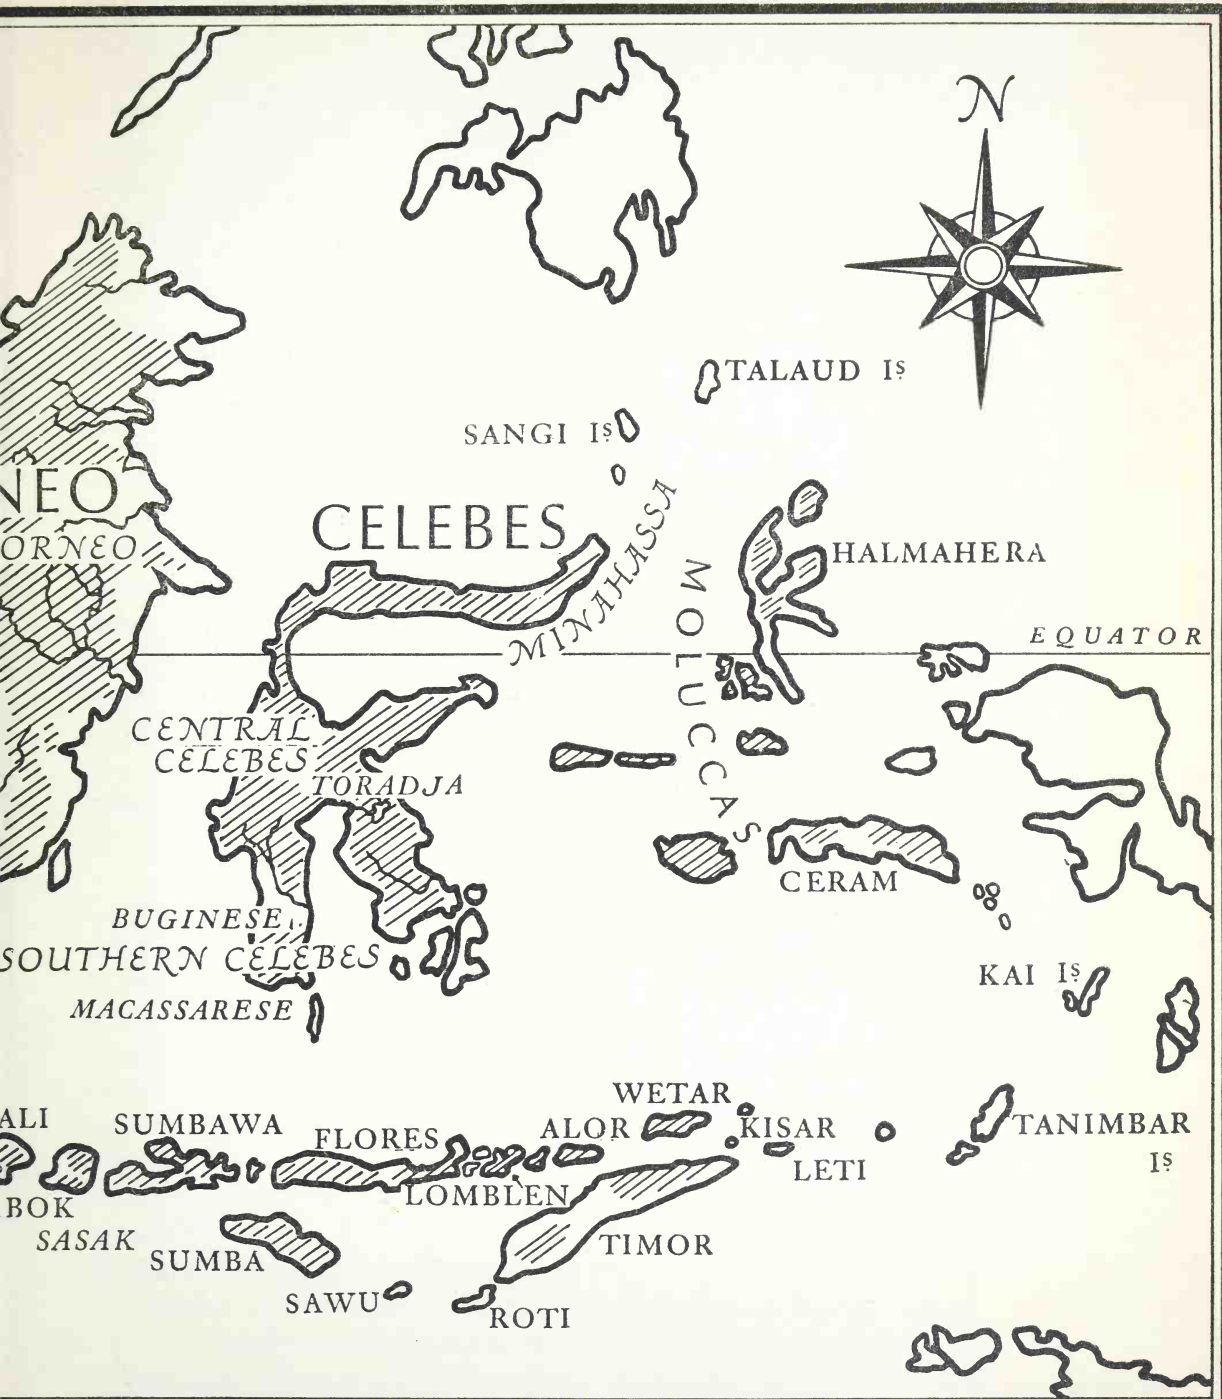 N
TALAUD Is
SANGI Is
NEO
ORNEO
CELEBES
MINAHASSA
MOLUCCAS
HALMAHERA
EQUATOR
CENTRAL
CELEBES
TORADJA
CERAM
BUGINESE
SOUTHERN CELEBES
MACASSARESE
KAI Is
ALI
SUMBAWA
FLORES
ALOR
WETAR
KISAR
LETI
TANIMBAR
Is
LOMBLEN
BOK
SASAK
SUMBA
TIMOR
SAWU
ROTI